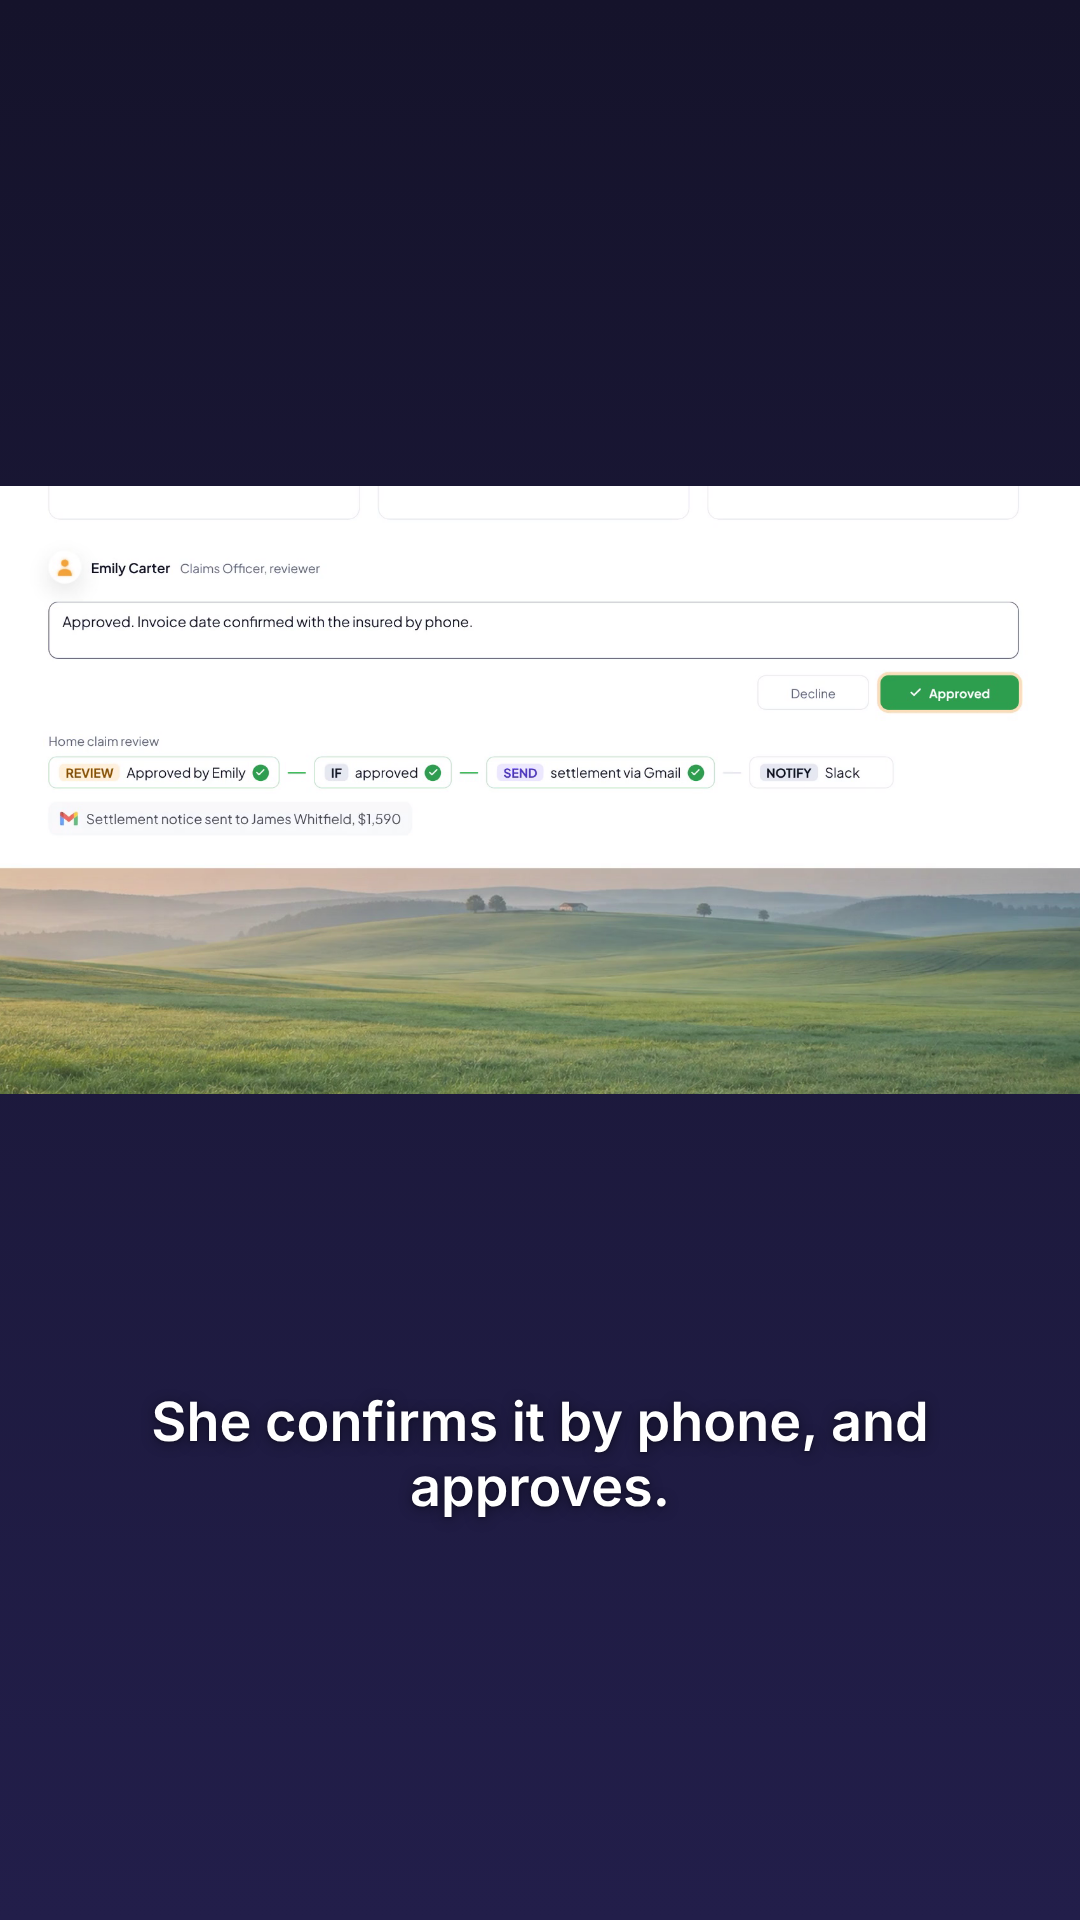 Emily Carter Claims Officer, reviewer
Approved. Invoice date confirmed with the insured by phone.
Decline Approved
Home claim review
REVIEW Approved by Emily IF approved SEND settlement via Gmail NOTIFY Slack
Settlement notice sent to James Whitfield, $1,590
She confirms it by phone, and
approves.